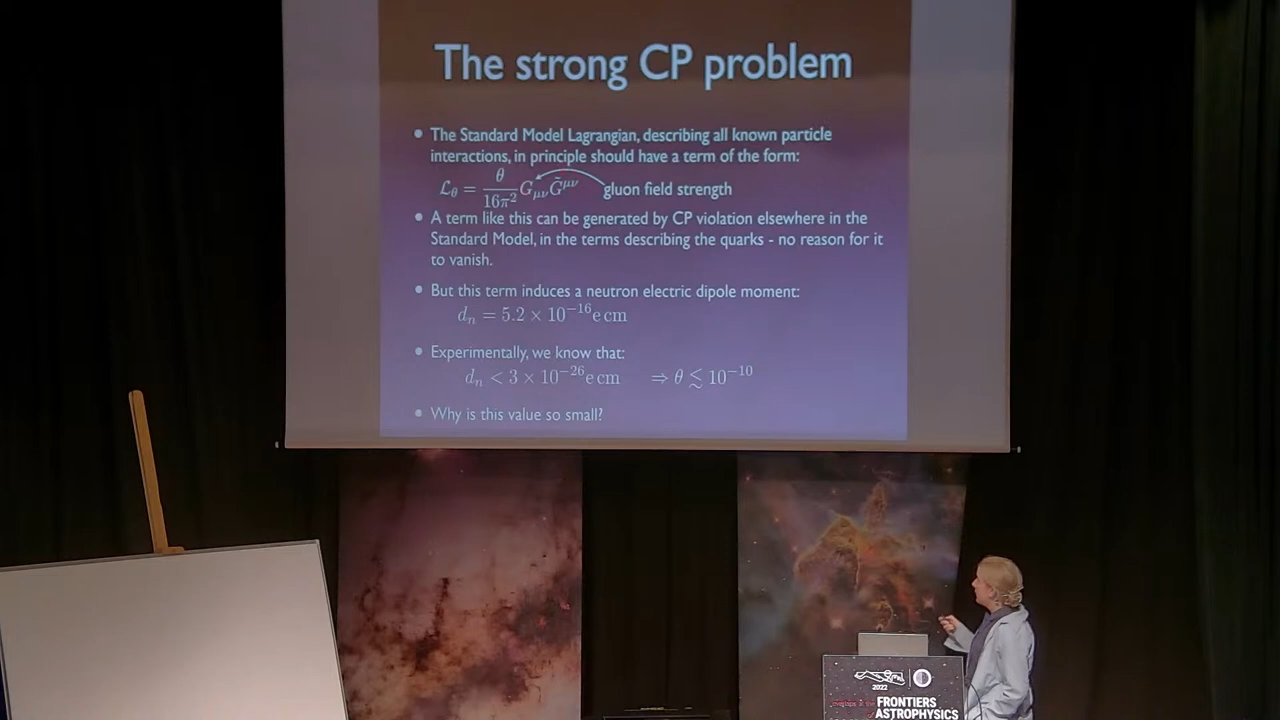 The strong CP problem
• The Standard Model Lagrangian, describing all known particle
interactions, in principle should have a term of the form:
ℒ_θ = θ/16π² G_μν G̃^μν gluon field strength
• A term like this can be generated by CP violation elsewhere in the
Standard Model, in the terms describing the quarks - no reason for it
to vanish.
• But this term induces a neutron electric dipole moment:
d_n = 5.2 × 10⁻¹⁶ e cm
• Experimentally, we know that:
d_n < 3 × 10⁻²⁶ e cm ⇒ θ ≲ 10⁻¹⁰
• Why is this value so small?
2022
FRONTIERS
ASTROPHYSICS